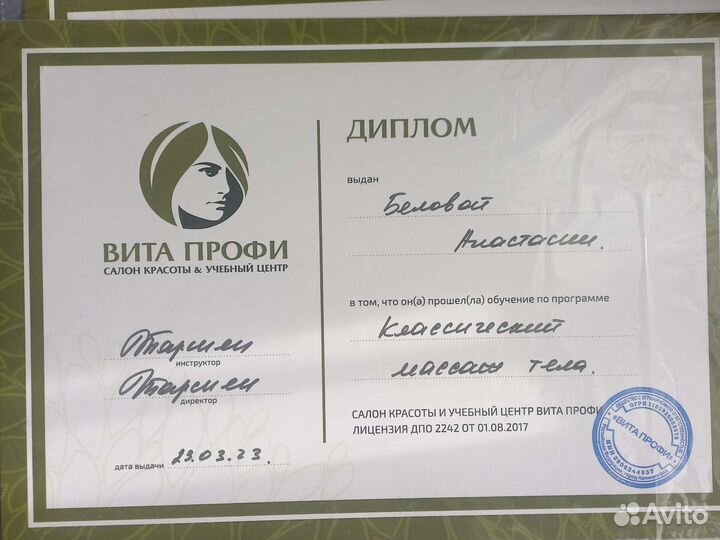 ВИТА ПРОФИ
САЛОН КРАСОТЫ & УЧЕБНЫЙ ЦЕНТР
инструктор
директор
дата выдачи 29.03.23.
ДИПЛОМ
выдан
Беловой
Анастасии.
в том, что он(а) прошел(ла) обучение по программе
Классический
массаж тела.
САЛОН КРАСОТЫ И УЧЕБНЫЙ ЦЕНТР ВИТА ПРОФИ
ЛИЦЕНЗИЯ ДПО 2242 ОТ 01.08.2017
«ВИТА ПРОФИ»
Avito